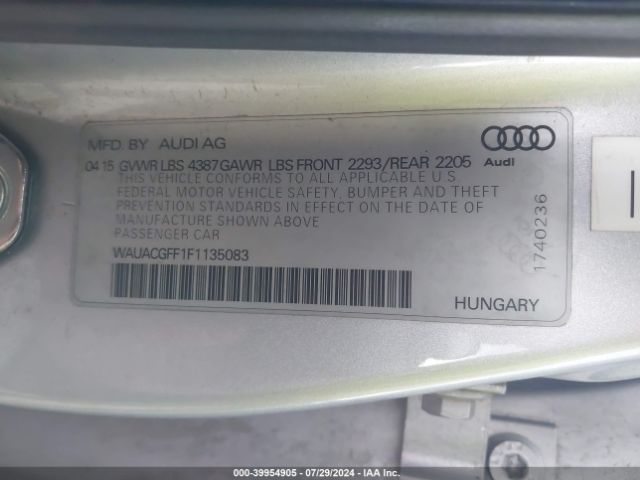 MFD. BY AUDI AG
04 15 GVWR LBS 4387 GAWR LBS FRONT 2293/REAR 2205
Audi
THIS VEHICLE CONFORMS TO ALL APPLICABLE U.S.
FEDERAL MOTOR VEHICLE SAFETY, BUMPER AND THEFT
PREVENTION STANDARDS IN EFFECT ON THE DATE OF
MANUFACTURE SHOWN ABOVE
PASSENGER CAR
WAUACGFF1F1135083
HUNGARY
1740236
000-39954905 - 07/29/2024 - IAA Inc.